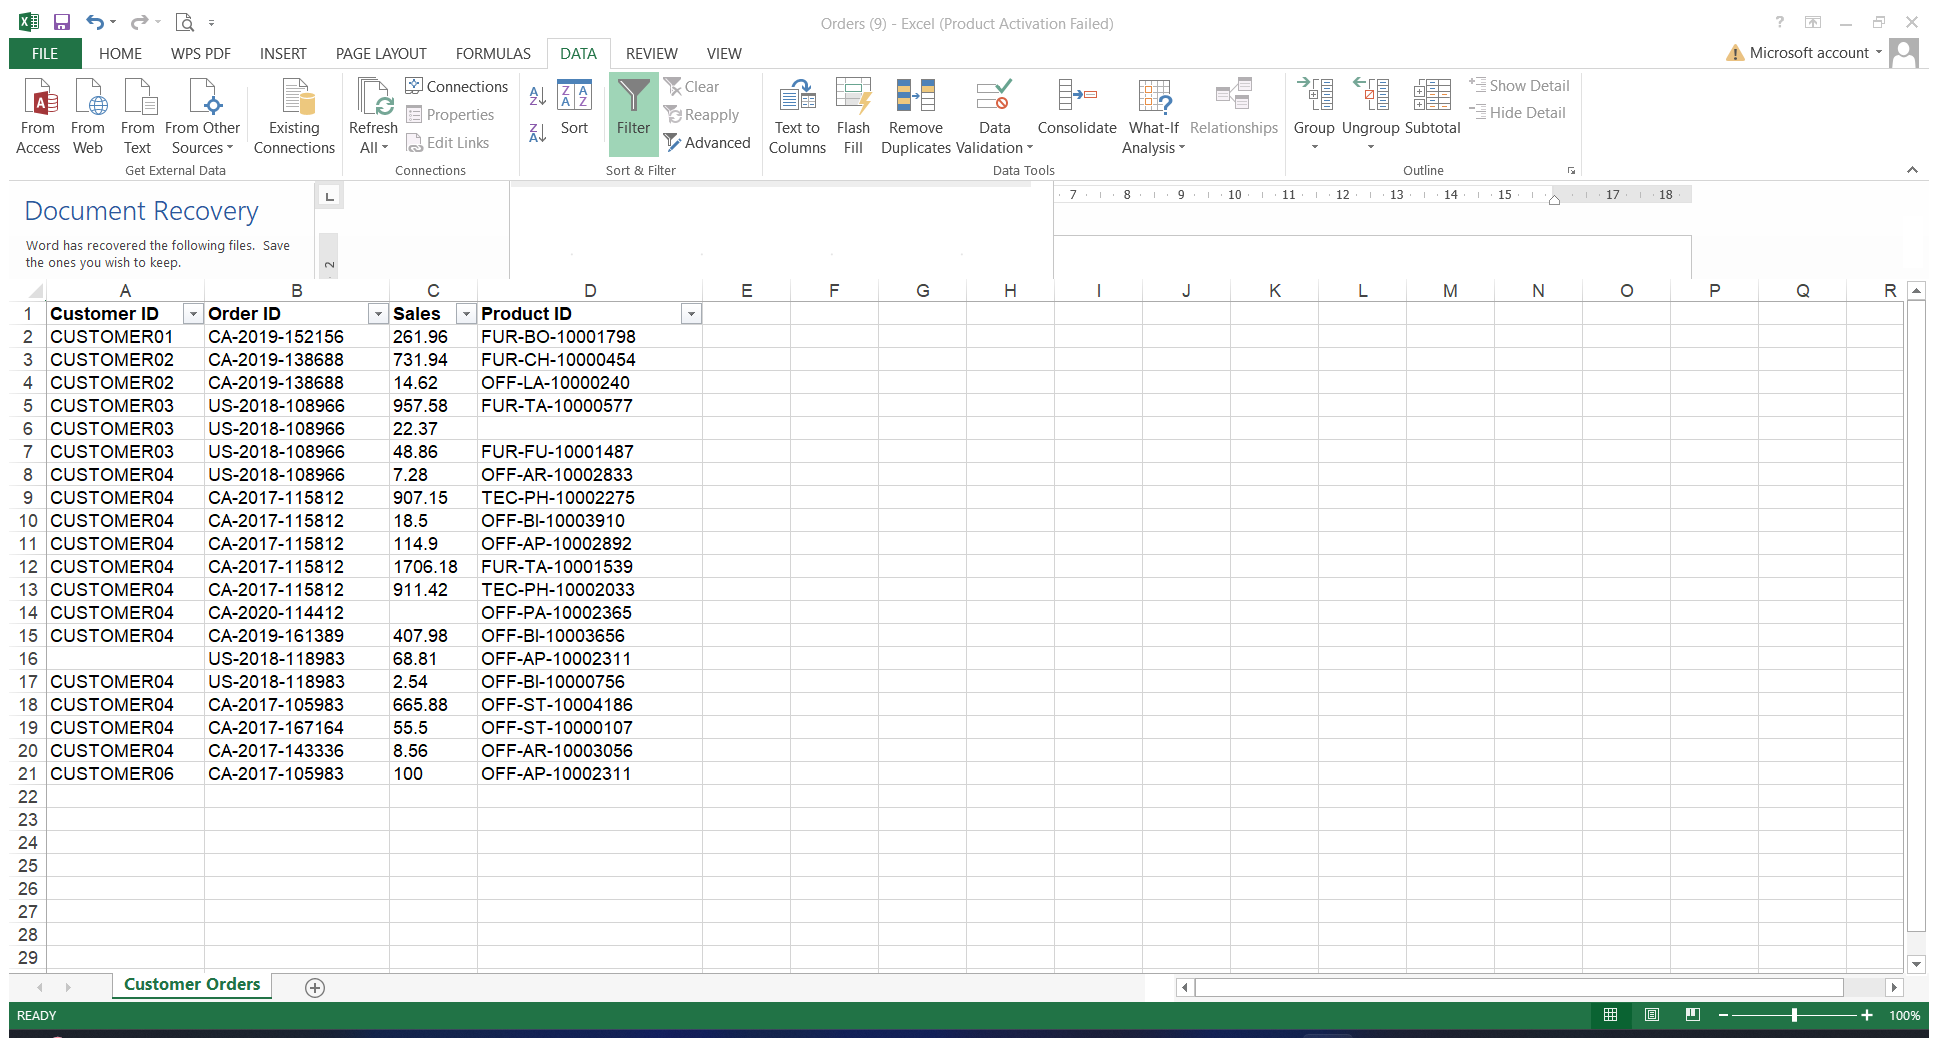 Orders (9) - Excel (Product Activation Failed)
FILE HOME WPS PDF INSERT PAGE LAYOUT FORMULAS DATA REVIEW VIEW Microsoft account
From Access From Web From Text From Other Sources Existing Connections
Get External Data
Refresh All Connections Properties Edit Links
Connections
Sort Filter Clear Reapply Advanced
Sort & Filter
Text to Columns Flash Fill Remove Duplicates Data Validation Consolidate What-If Analysis Relationships
Data Tools
Group Ungroup Subtotal Show Detail Hide Detail
Outline
Document Recovery
Word has recovered the following files. Save
the ones you wish to keep.
L
2
7 8 9 10 11 12 13 14 15 17 18
A B C D E F G H I J K L M N O P Q R
1 Customer ID Order ID Sales Product ID
2 CUSTOMER01 CA-2019-152156 261.96 FUR-BO-10001798
3 CUSTOMER02 CA-2019-138688 731.94 FUR-CH-10000454
4 CUSTOMER02 CA-2019-138688 14.62 OFF-LA-10000240
5 CUSTOMER03 US-2018-108966 957.58 FUR-TA-10000577
6 CUSTOMER03 US-2018-108966 22.37
7 CUSTOMER03 US-2018-108966 48.86 FUR-FU-10001487
8 CUSTOMER04 US-2018-108966 7.28 OFF-AR-10002833
9 CUSTOMER04 CA-2017-115812 907.15 TEC-PH-10002275
10 CUSTOMER04 CA-2017-115812 18.5 OFF-BI-10003910
11 CUSTOMER04 CA-2017-115812 114.9 OFF-AP-10002892
12 CUSTOMER04 CA-2017-115812 1706.18 FUR-TA-10001539
13 CUSTOMER04 CA-2017-115812 911.42 TEC-PH-10002033
14 CUSTOMER04 CA-2020-114412 OFF-PA-10002365
15 CUSTOMER04 CA-2019-161389 407.98 OFF-BI-10003656
16 US-2018-118983 68.81 OFF-AP-10002311
17 CUSTOMER04 US-2018-118983 2.54 OFF-BI-10000756
18 CUSTOMER04 CA-2017-105983 665.88 OFF-ST-10004186
19 CUSTOMER04 CA-2017-167164 55.5 OFF-ST-10000107
20 CUSTOMER04 CA-2017-143336 8.56 OFF-AR-10003056
21 CUSTOMER06 CA-2017-105983 100 OFF-AP-10002311
22
23
24
25
26
27
28
29
Customer Orders
READY 100%